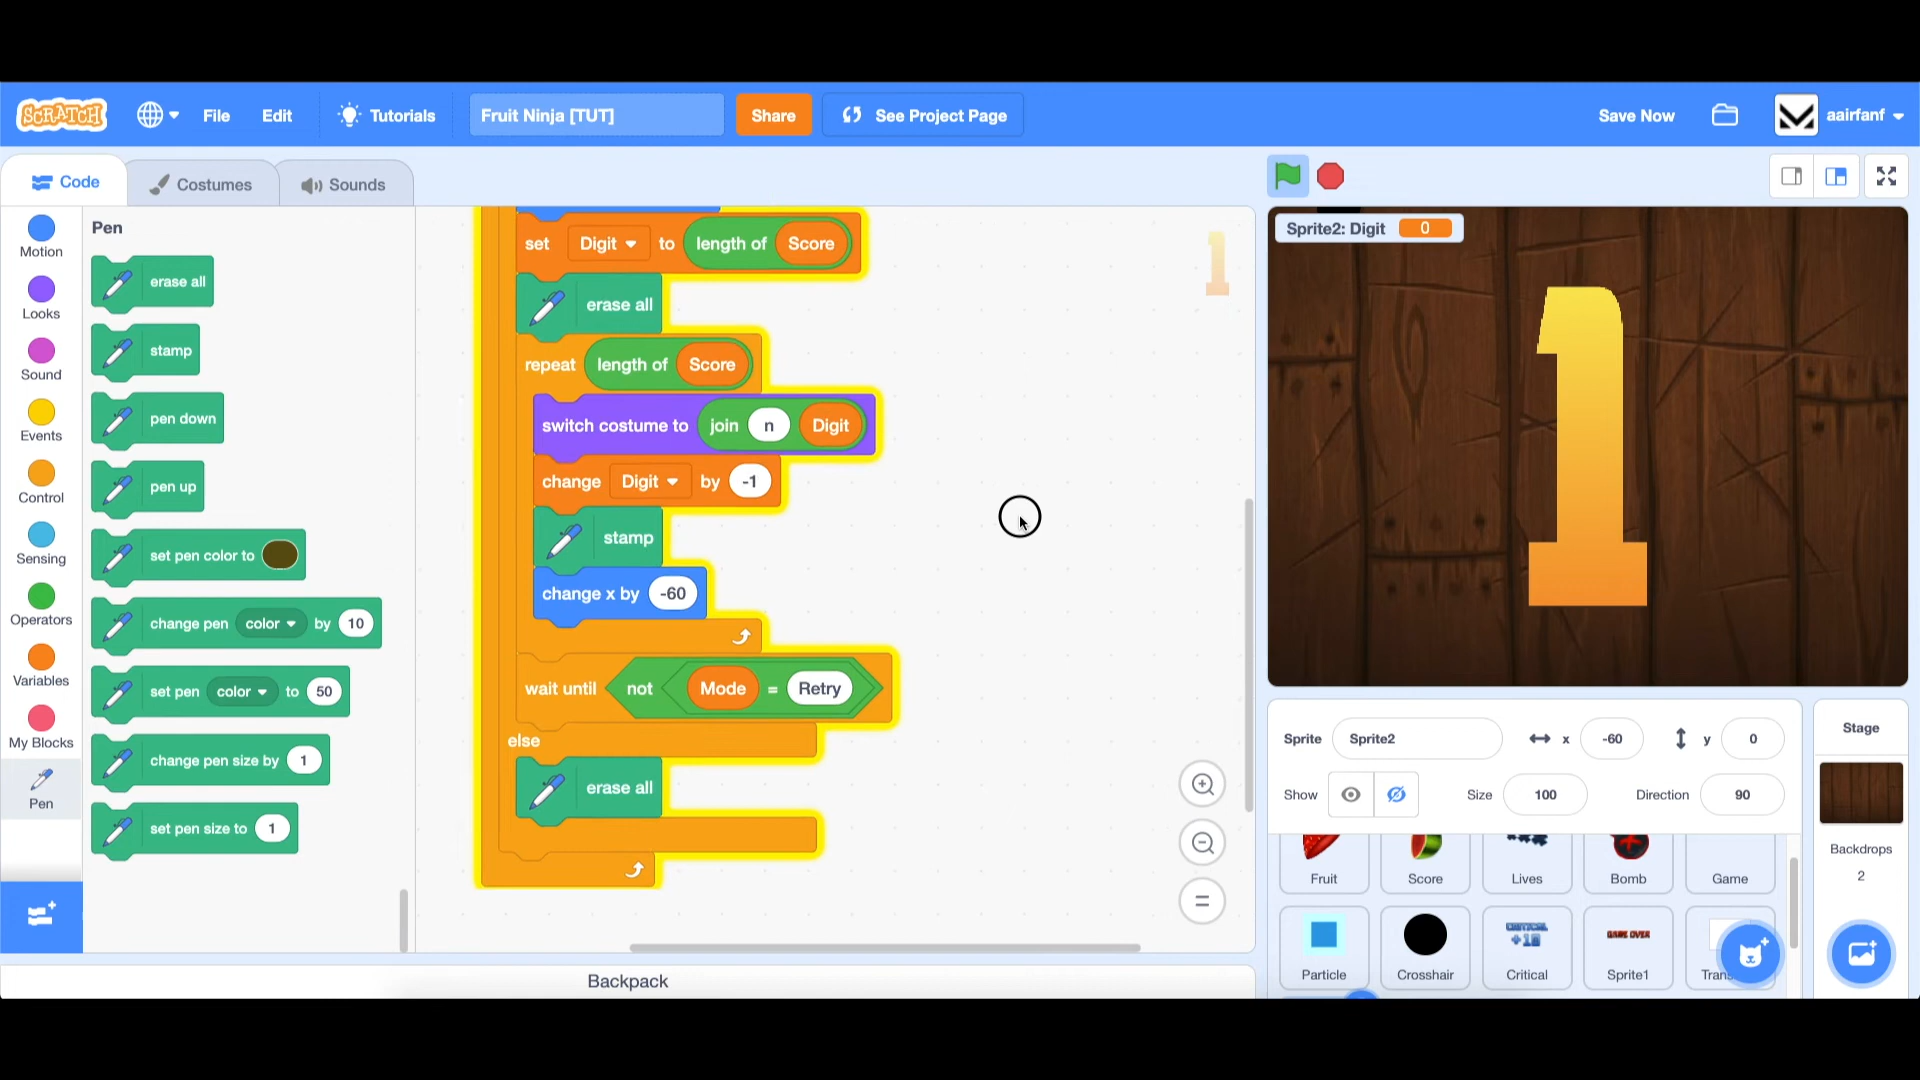 SCRATCH File Edit Tutorials Fruit Ninja [TUT] Share See Project Page Save Now aairfanf
Code Costumes Sounds
Motion
Looks
Sound
Events
Control
Sensing
Operators
Variables
My Blocks
Pen
Pen
erase all
stamp
pen down
pen up
set pen color to
change pen color by 10
set pen color to 50
change pen size by 1
set pen size to 1
set Digit to length of Score
erase all
repeat length of Score
switch costume to join n Digit
change Digit by -1
stamp
change x by -60
wait until not Mode = Retry
else
erase all
Backpack
Sprite2: Digit 0
1
Sprite Sprite2 x -60 y 0
Show Size 100 Direction 90
Fruit Score Lives Bomb Game
CRITICAL
+10
GAME OVER
Particle Crosshair Critical Sprite1
Stage
Backdrops
2